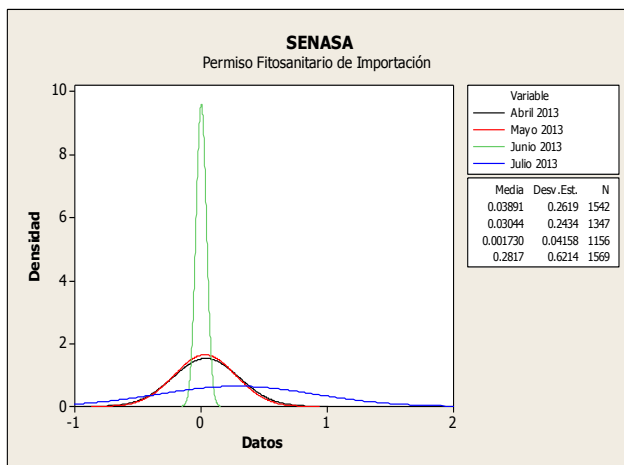 SENASA
Permiso Fitosanitario de Importación
10
8
6
4
2
0
Densidad
-1 0 1 2
Datos
Variable
Abril 2013
Mayo 2013
Junio 2013
Julio 2013
Media Desv.Est. N
0.03891 0.2619 1542
0.03044 0.2434 1347
0.001730 0.04158 1156
0.2817 0.6214 1569